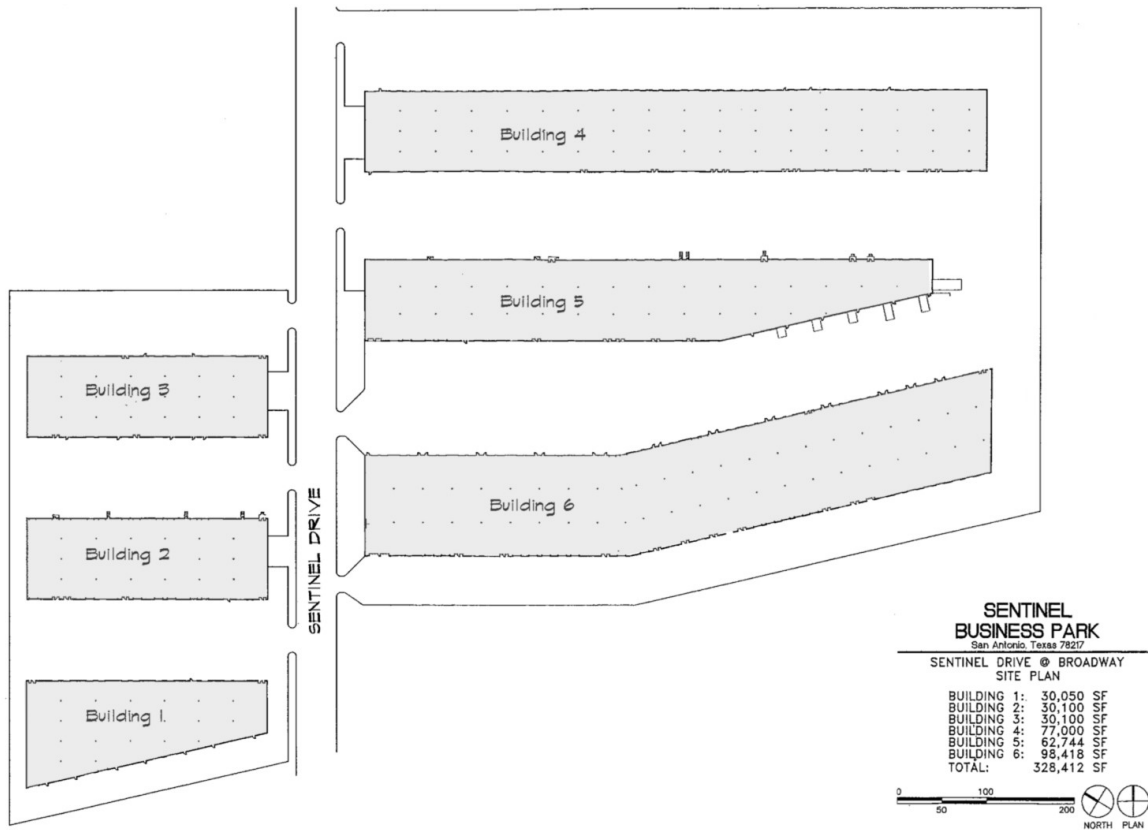 Building 4
Building 5
Building 3
Building 6
SENTINEL DRIVE
Building 2
Building 1
SENTINEL
BUSINESS PARK
San Antonio, Texas 78217
SENTINEL DRIVE @ BROADWAY
SITE PLAN
BUILDING 1: 30,050 SF
BUILDING 2: 30,100 SF
BUILDING 3: 30,100 SF
BUILDING 4: 77,000 SF
BUILDING 5: 62,744 SF
BUILDING 6: 98,418 SF
TOTAL: 328,412 SF
0 100
50 200
NORTH PLAN